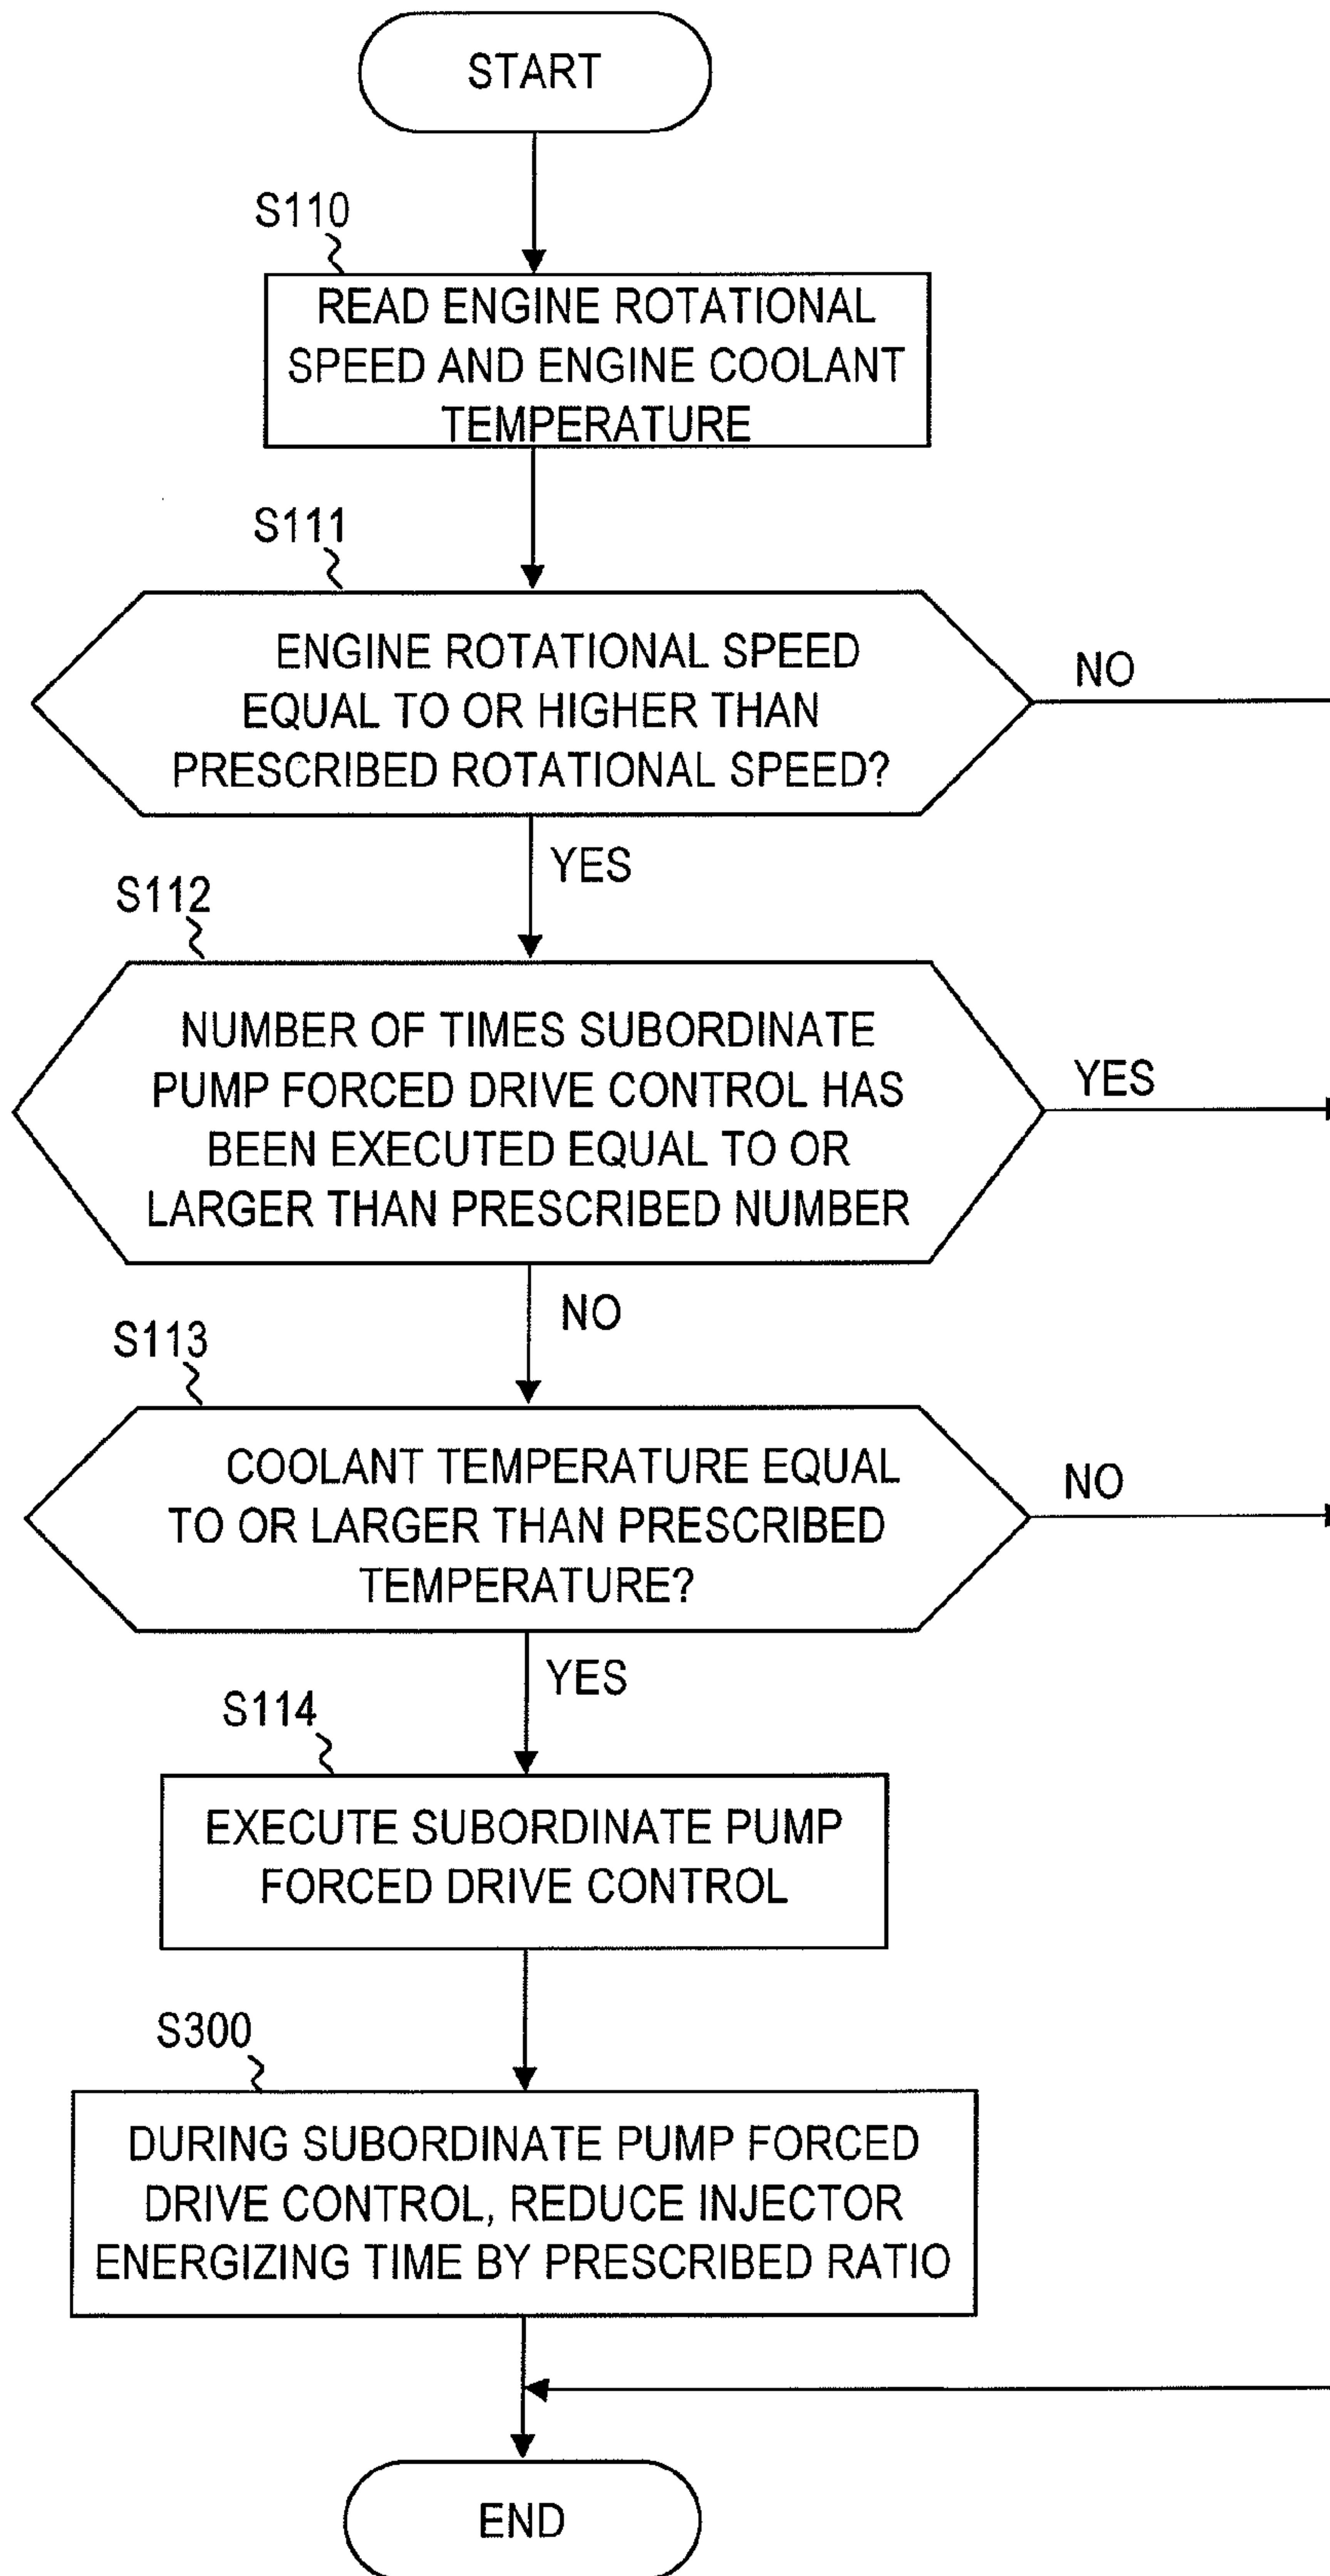 START
S110
READ ENGINE ROTATIONAL
SPEED AND ENGINE COOLANT
TEMPERATURE
S111
ENGINE ROTATIONAL SPEED
EQUAL TO OR HIGHER THAN
PRESCRIBED ROTATIONAL SPEED?
NO
YES
S112
NUMBER OF TIMES SUBORDINATE
PUMP FORCED DRIVE CONTROL HAS
BEEN EXECUTED EQUAL TO OR
LARGER THAN PRESCRIBED NUMBER
YES
NO
S113
COOLANT TEMPERATURE EQUAL
TO OR LARGER THAN PRESCRIBED
TEMPERATURE?
NO
YES
S114
EXECUTE SUBORDINATE PUMP
FORCED DRIVE CONTROL
S300
DURING SUBORDINATE PUMP FORCED
DRIVE CONTROL, REDUCE INJECTOR
ENERGIZING TIME BY PRESCRIBED RATIO
END